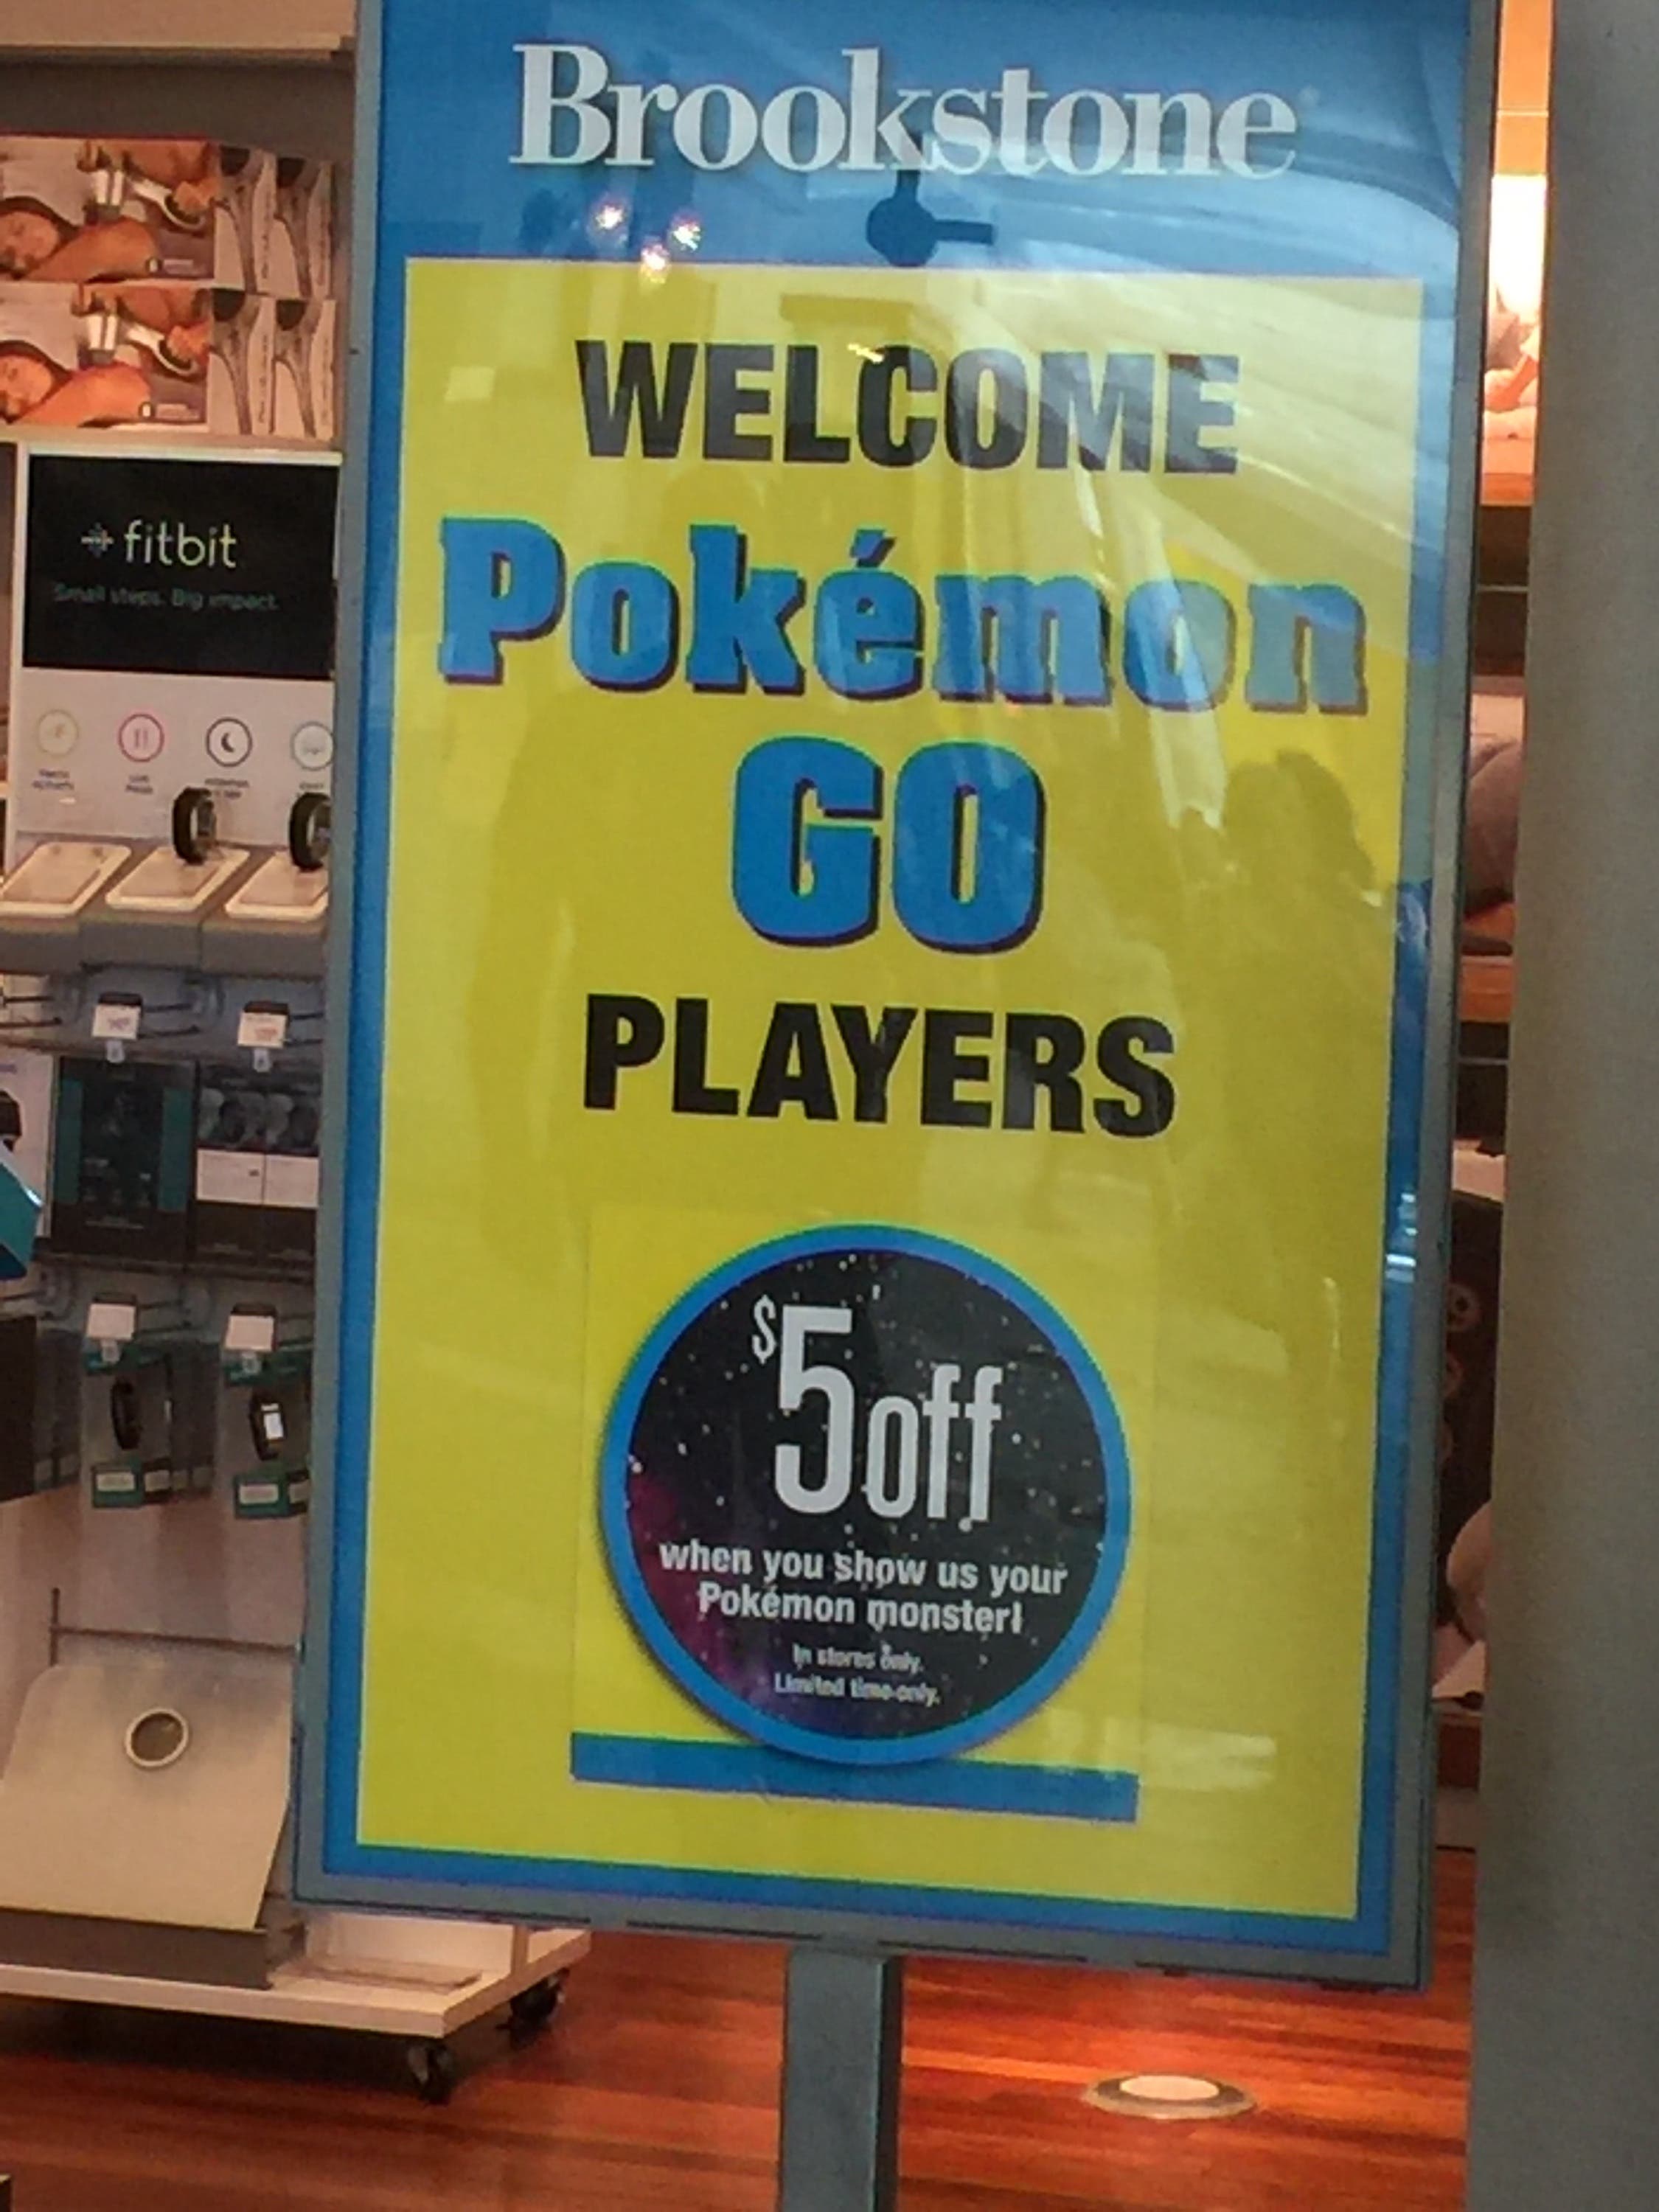 Brookstone
WELCOME
Pokémon
GO
PLAYERS
$5 off
when you show us your
Pokémon monster!
In stores only.
Limited time only.
fitbit
Small steps. Big impact.